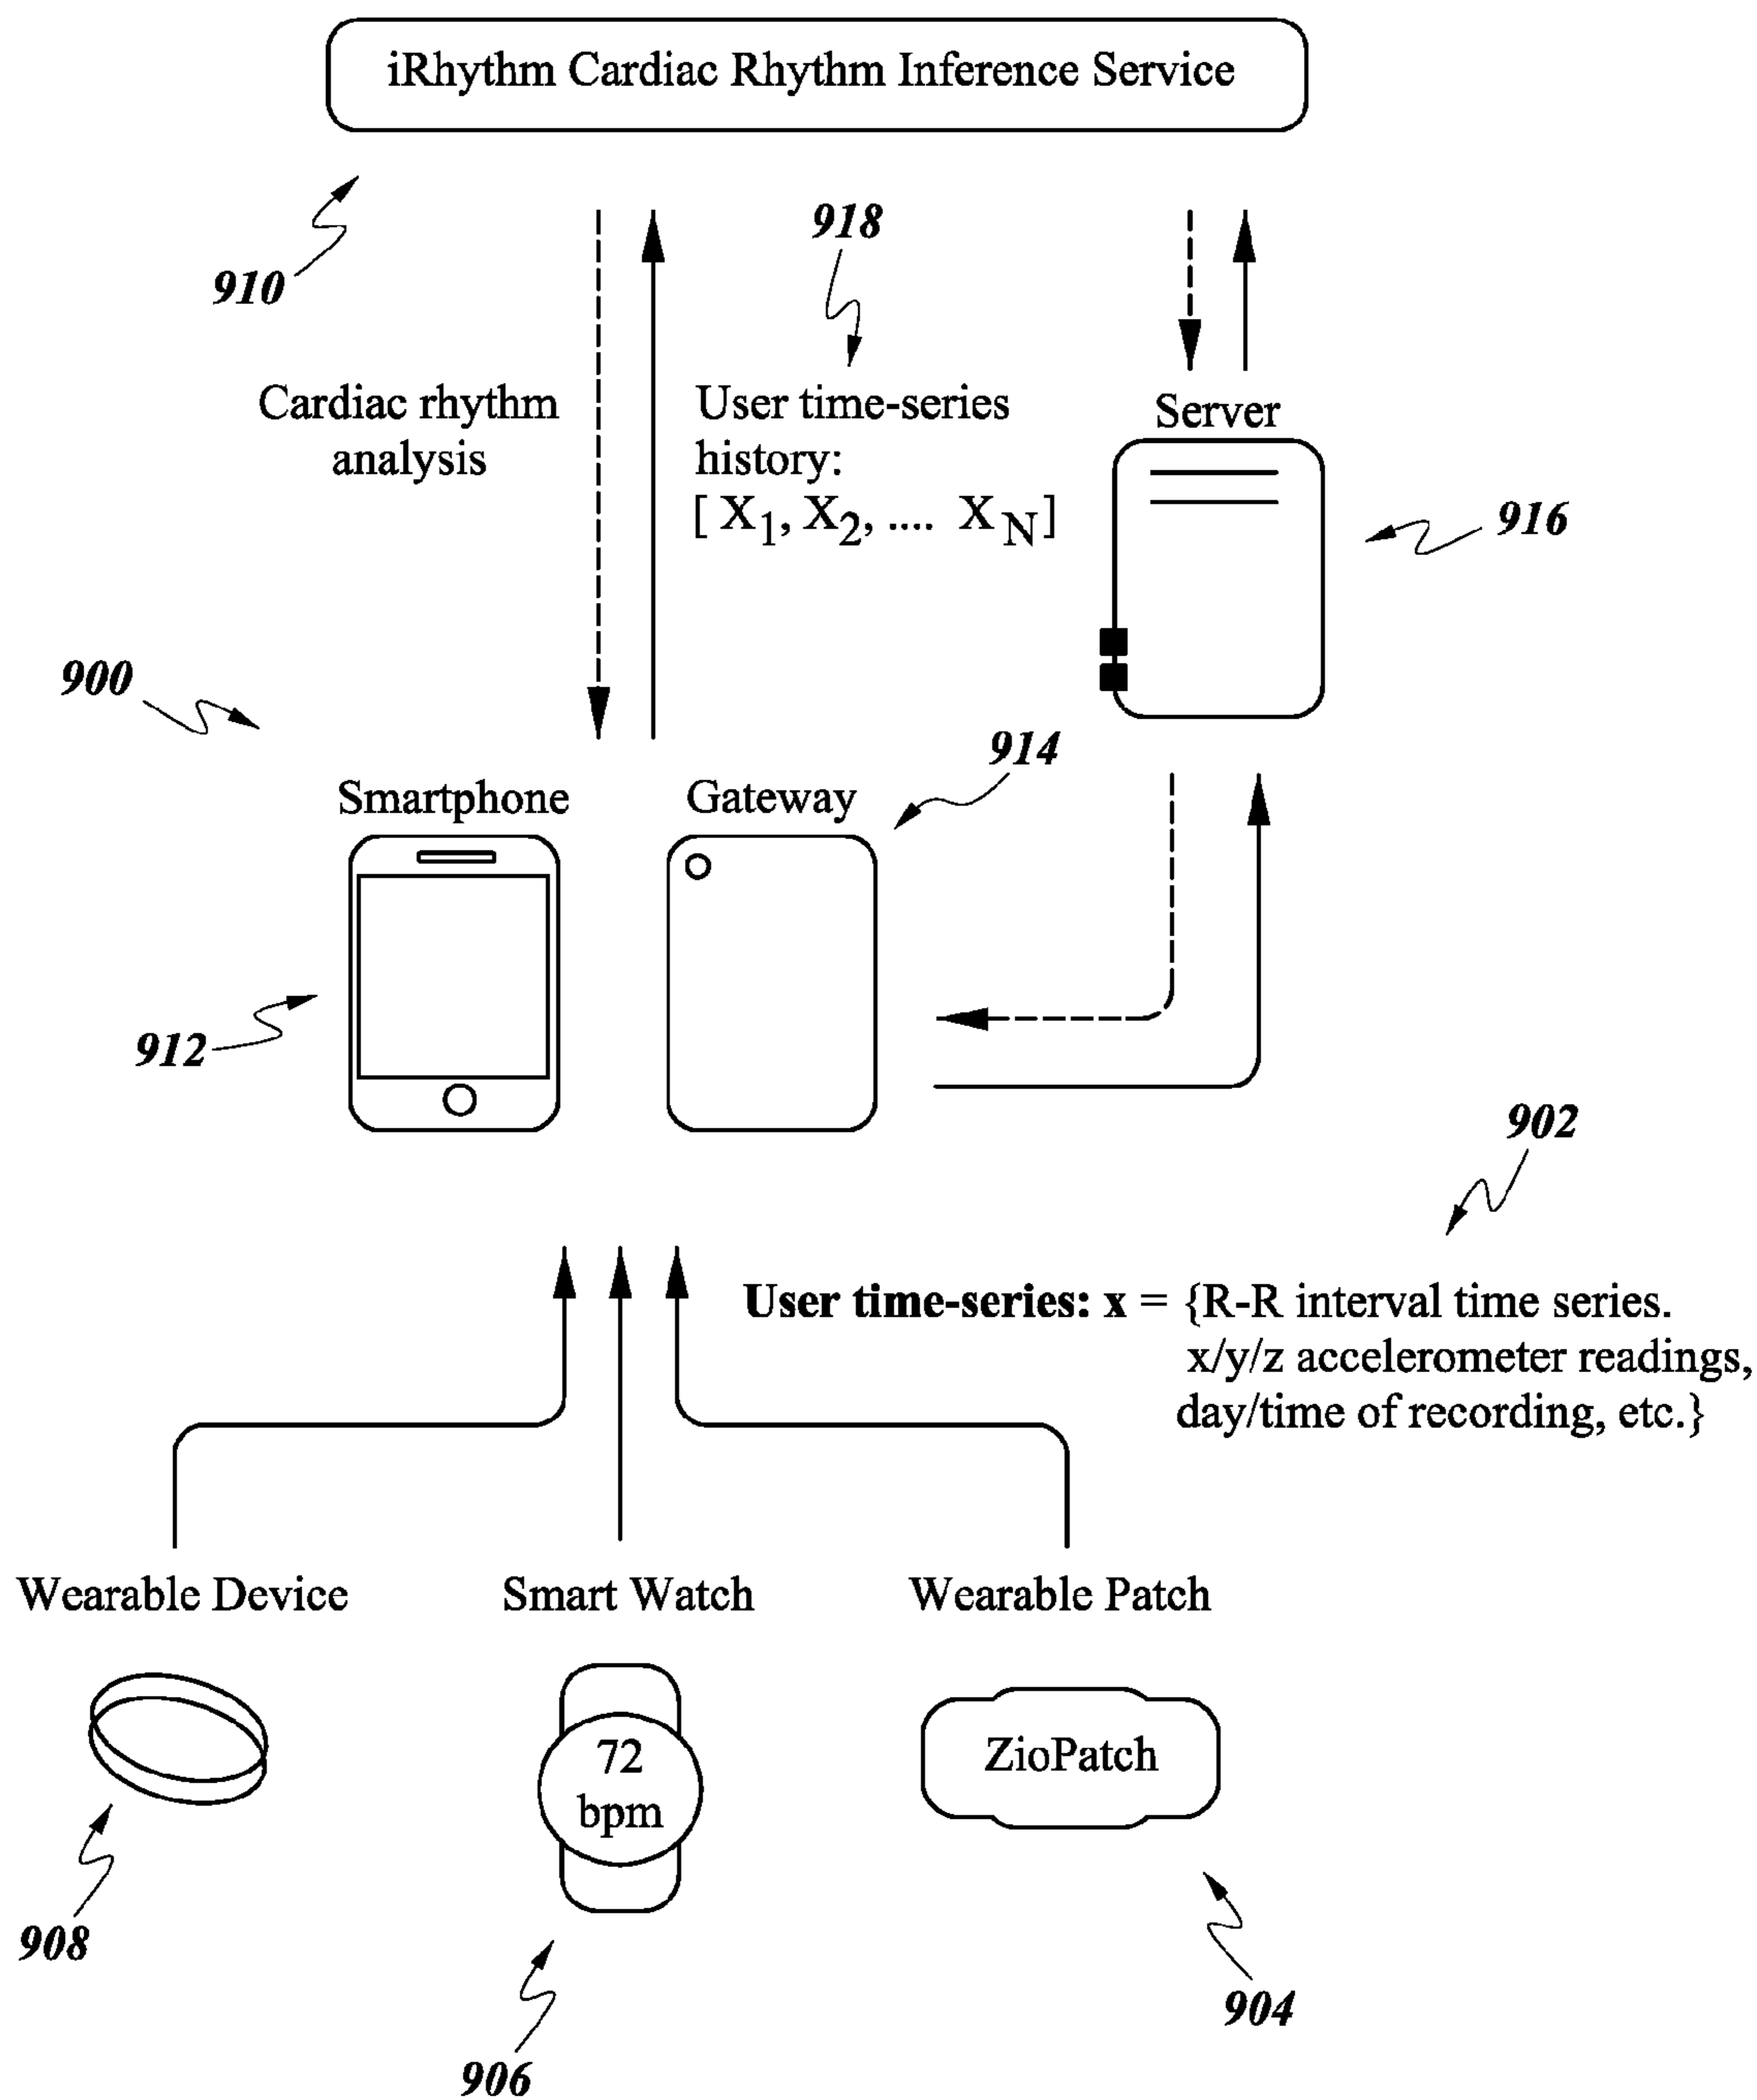 iRhythm Cardiac Rhythm Inference Service
910
918
Cardiac rhythm
analysis
User time-series
history:
[ X1, X2, .... XN]
Server
916
900
914
Smartphone
Gateway
912
902
User time-series: x = {R-R interval time series.
x/y/z accelerometer readings,
day/time of recording, etc.}
Wearable Device
Smart Watch
Wearable Patch
72
bpm
ZioPatch
908
906
904